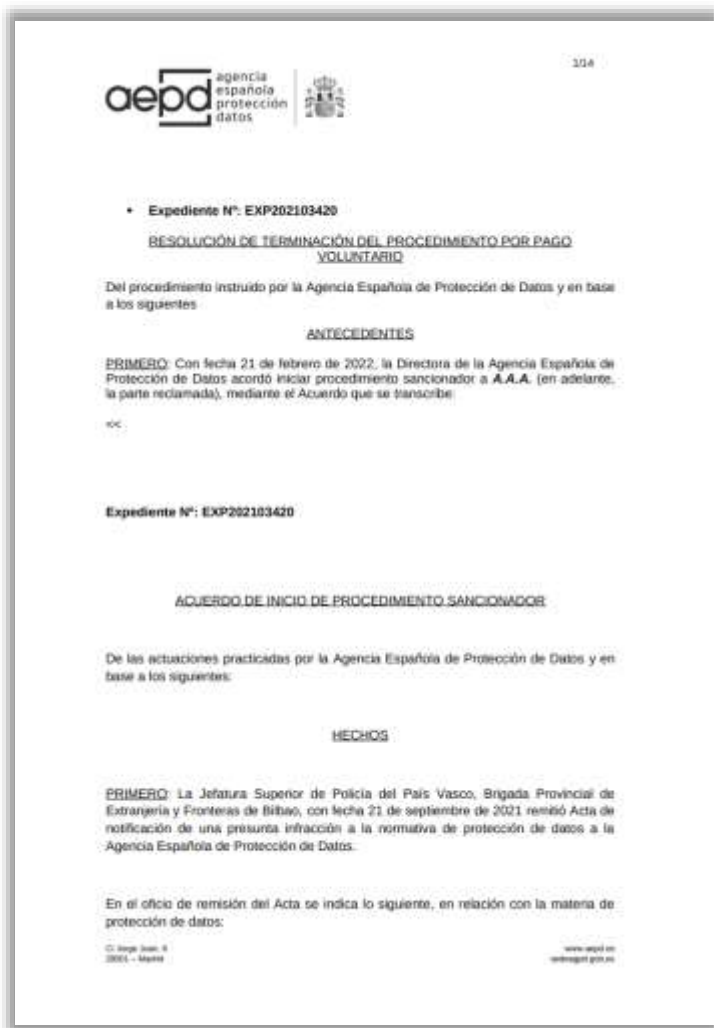 1/14
aepd
agencia
española
protección
datos
• Expediente Nº: EXP202103420
RESOLUCIÓN DE TERMINACIÓN DEL PROCEDIMIENTO POR PAGO
VOLUNTARIO
Del procedimiento instruido por la Agencia Española de Protección de Datos y en base
a los siguientes
ANTECEDENTES
PRIMERO: Con fecha 21 de febrero de 2022, la Directora de la Agencia Española de
Protección de Datos acordó iniciar procedimiento sancionador a A.A.A. (en adelante,
la parte reclamada), mediante el Acuerdo que se transcribe:
<<
Expediente Nº: EXP202103420
ACUERDO DE INICIO DE PROCEDIMIENTO SANCIONADOR
De las actuaciones practicadas por la Agencia Española de Protección de Datos y en
base a los siguientes:
HECHOS
PRIMERO: La Jefatura Superior de Policía del País Vasco, Brigada Provincial de
Extranjería y Fronteras de Bilbao, con fecha 21 de septiembre de 2021 remitió Acta de
notificación de una presunta infracción a la normativa de protección de datos a la
Agencia Española de Protección de Datos.
En el oficio de remisión del Acta se indica lo siguiente, en relación con la materia de
protección de datos:
C/ Jorge Juan, 6
28001 – Madrid
www.aepd.es
sedeagpd.gob.es